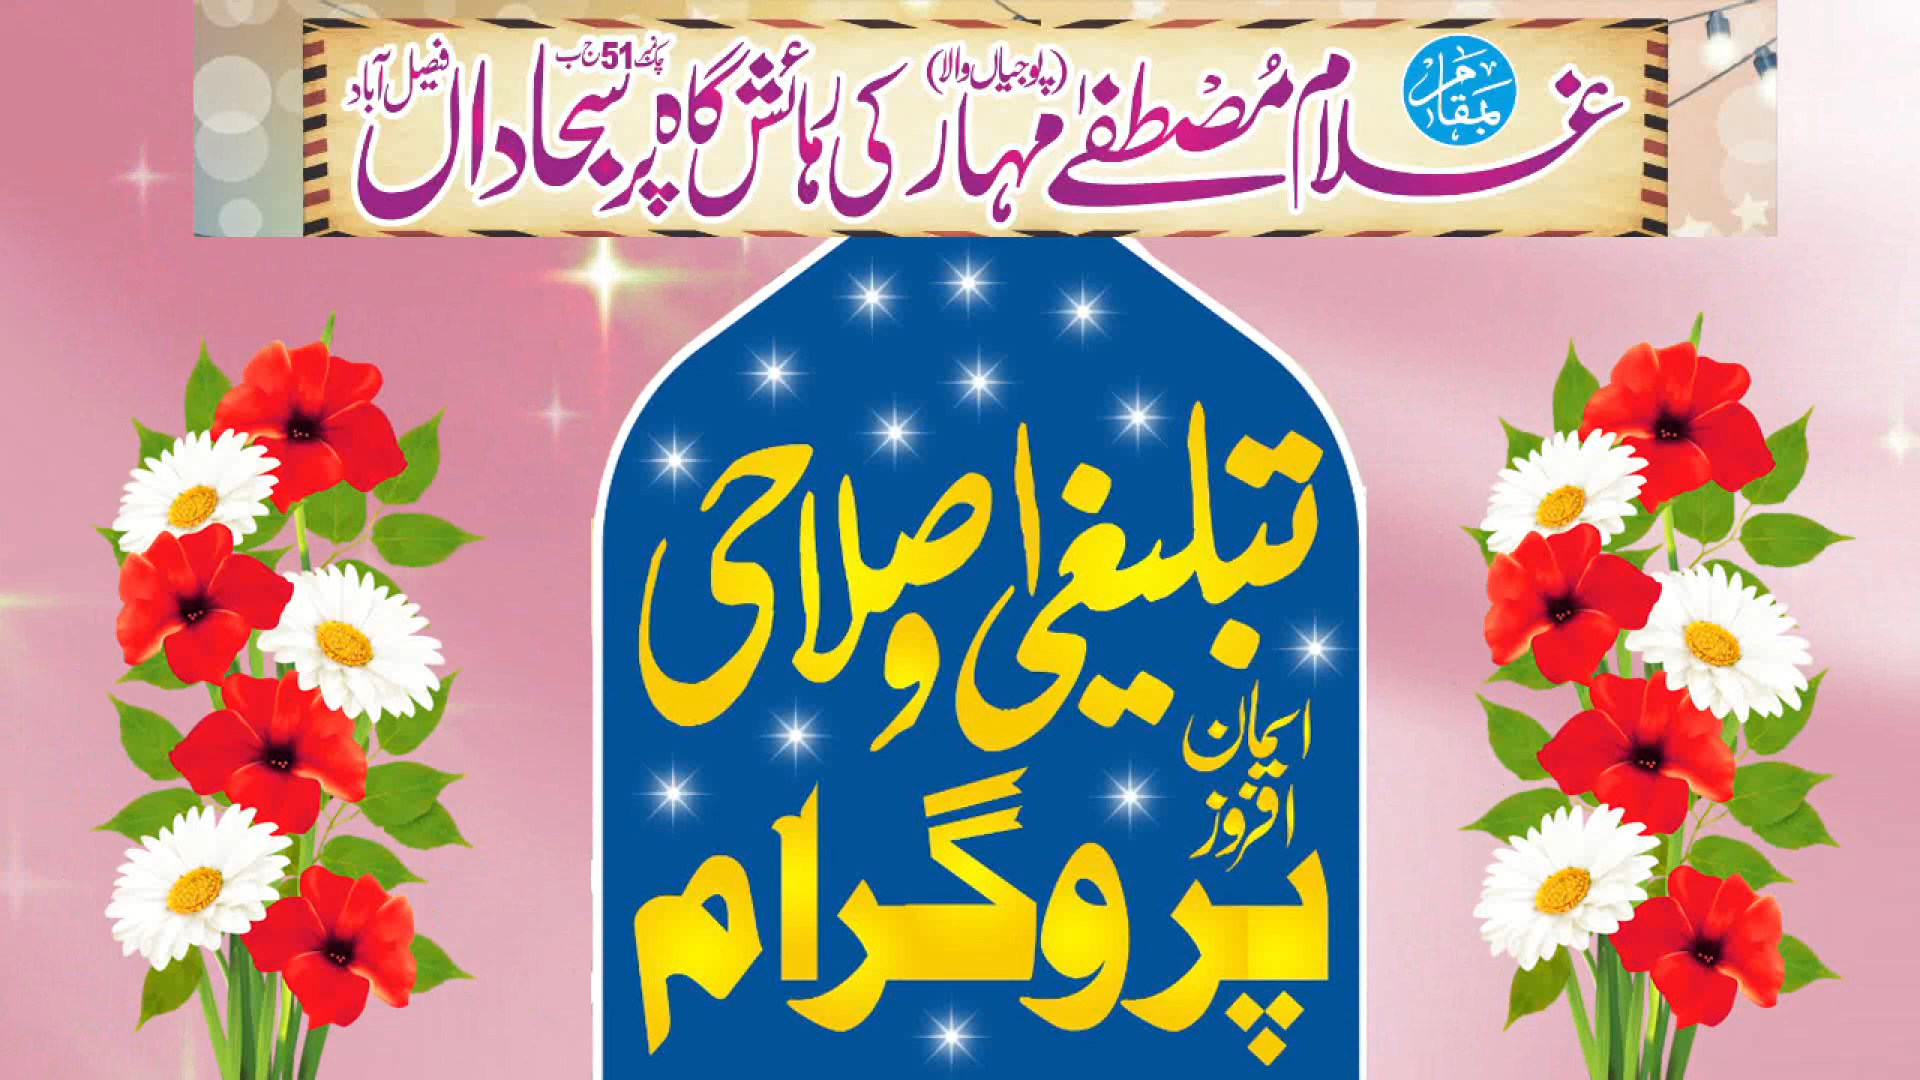 بمقام
غلام مصطفےٰ مہار (پوجیاں والا) کی رہائش گاہ پر چک نمبر 51 ج ب سجاداں فیصل آباد
تبلیغی و اصلاحی
ایمان
افروز
پروگرام